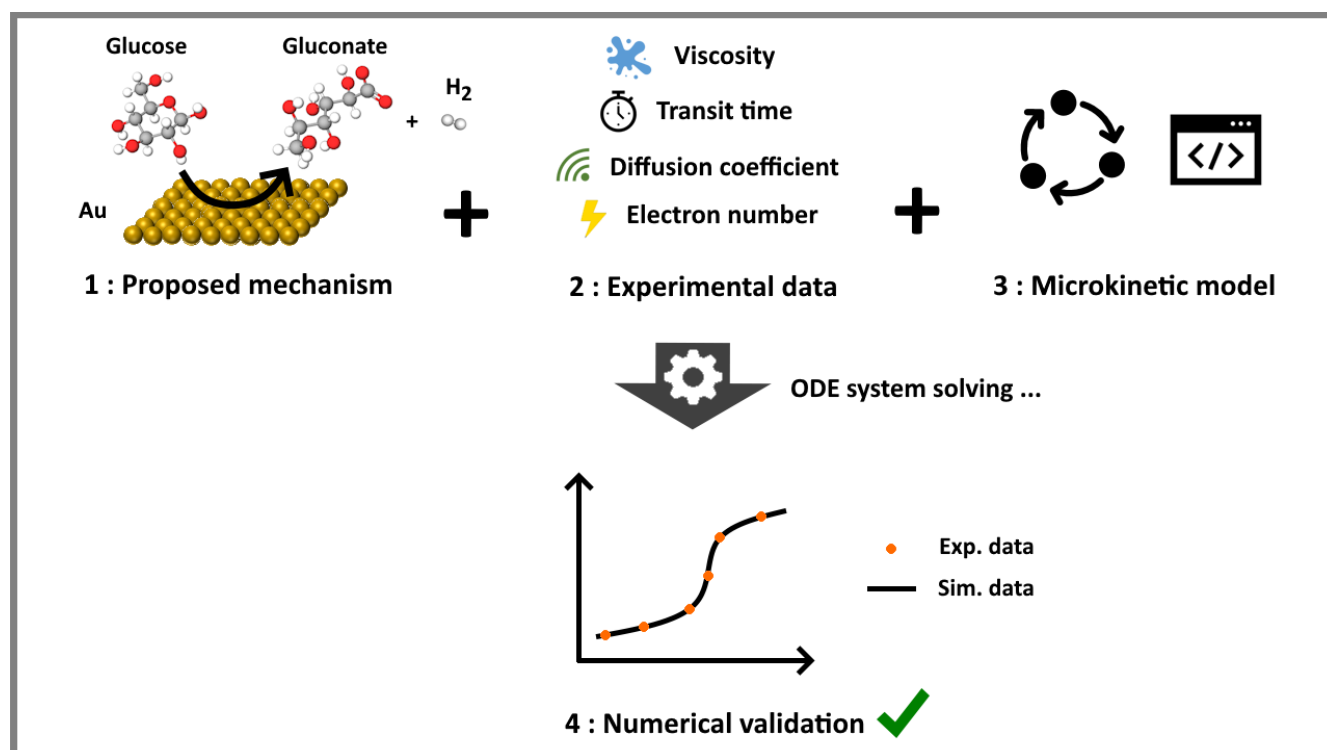 Glucose
Gluconate
H2
+
Au
1 : Proposed mechanism
+
Viscosity
Transit time
Diffusion coefficient
Electron number
2 : Experimental data
+
</>
3 : Microkinetic model
ODE system solving ...
Exp. data
Sim. data
4 : Numerical validation